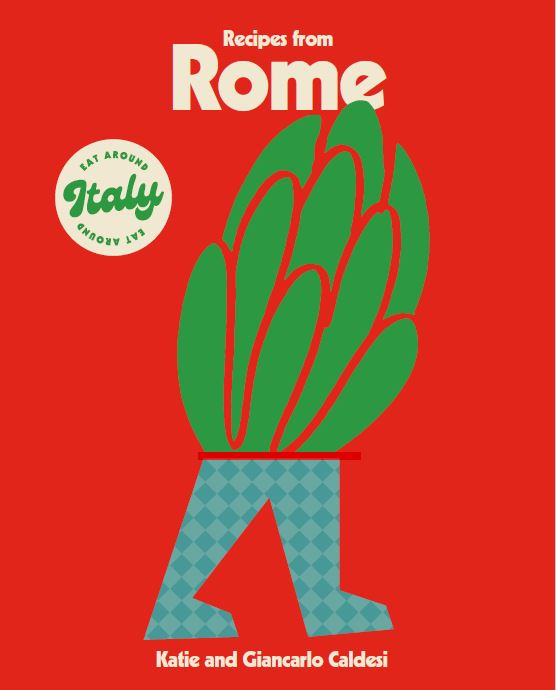 Recipes from
Rome
EAT AROUND
Italy
EAT AROUND
Katie and Giancarlo Caldesi